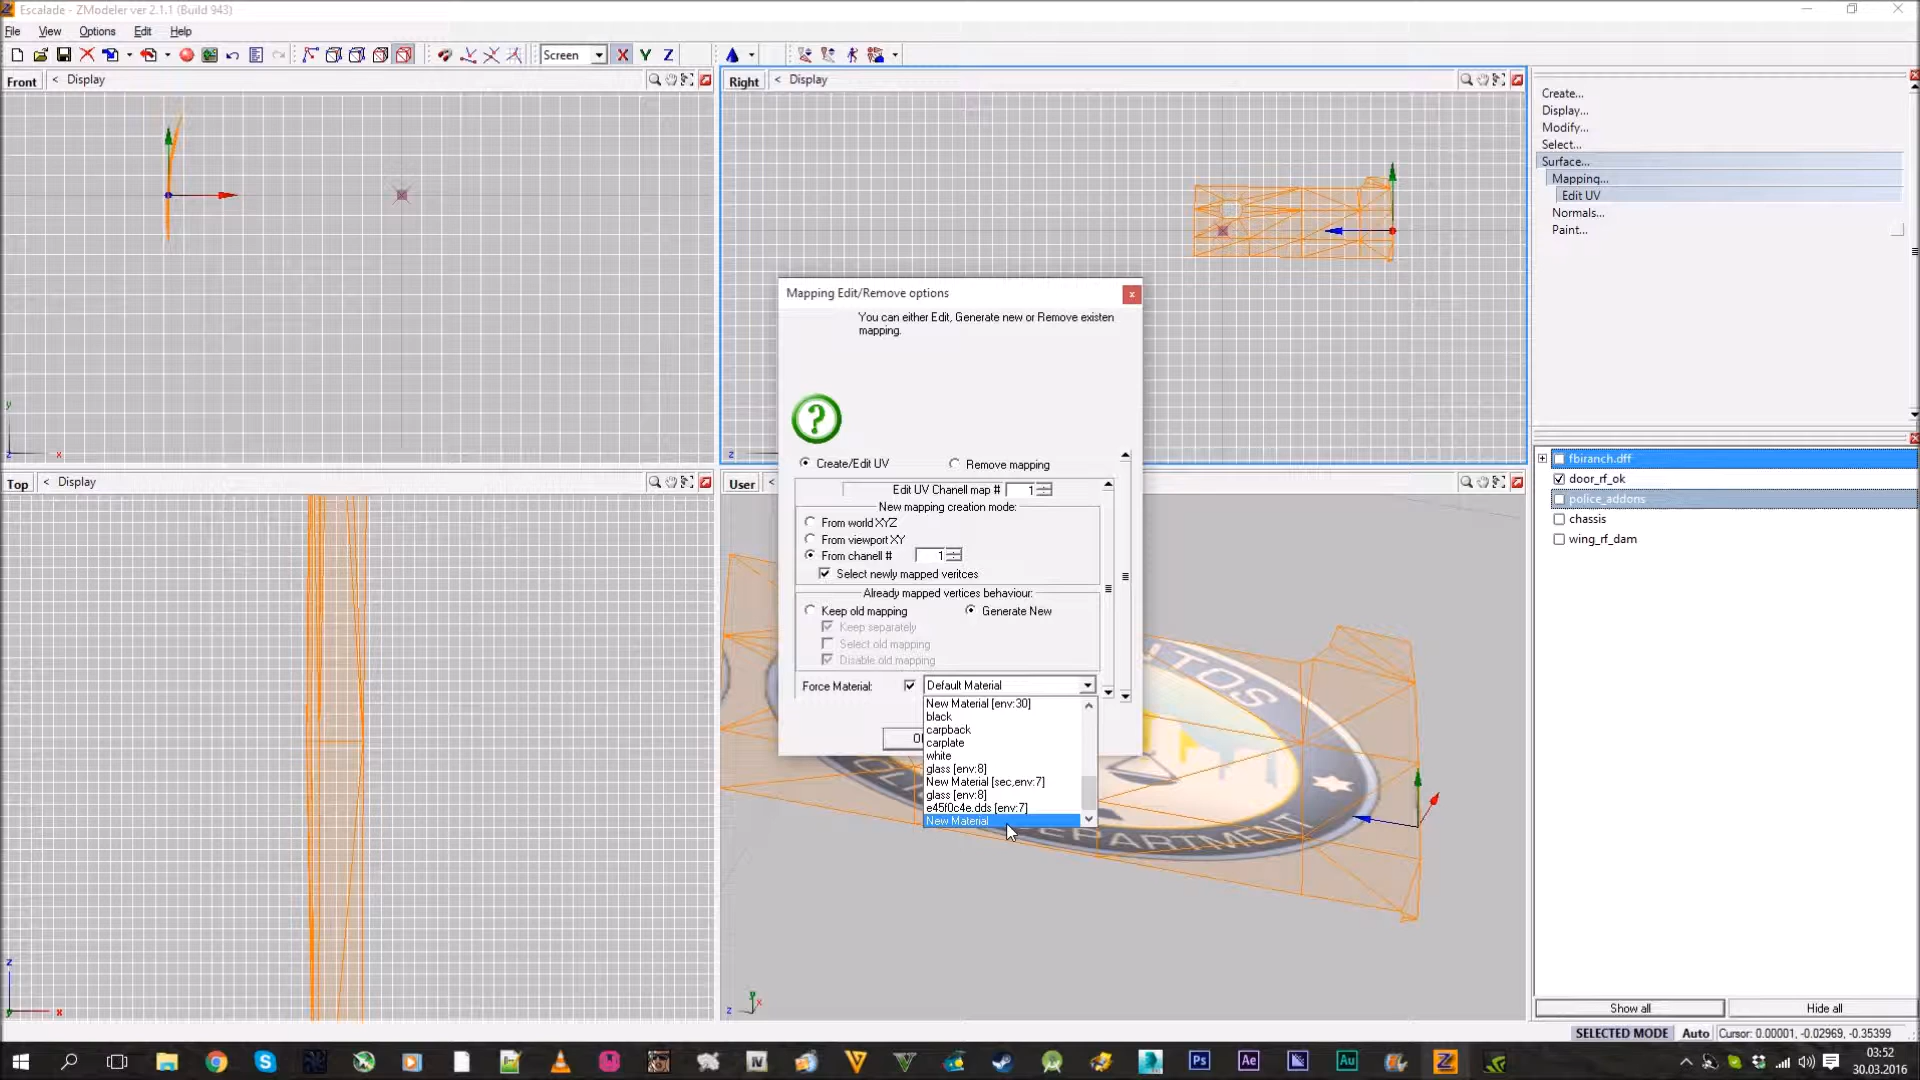 Escalade - ZModeler ver 2.1.1 (Build 943)
File View Options Edit Help
Screen X Y Z
Front < Display
Right < Display
Create...
Display...
Modify...
Select...
Surface...
Mapping...
Edit UV
Normals...
Paint...
Mapping Edit/Remove options
You can either Edit, Generate new or Remove existen
mapping.
Create/Edit UV Remove mapping
Edit UV Chanell map # 1
New mapping creation mode:
From world XYZ
From viewport XY
From chanell # 1
Select newly mapped veritces
Already mapped vertices behaviour:
Keep old mapping Generate New
Keep separately
Select old mapping
Disable old mapping
Force Material: Default Material
New Material [env:30]
black
carpback
carplate
white
glass [env:8]
New Material [sec,env:7]
glass [env:8]
e45f0c4e.dds [env:7]
New Material
Top < Display
User <
fbiranch.dff
door_rf_ok
police_addons
chassis
wing_rf_dam
Show all Hide all
SELECTED MODE Auto Cursor: 0.00001, -0.02969, -0.35399
03:52
30.03.2016